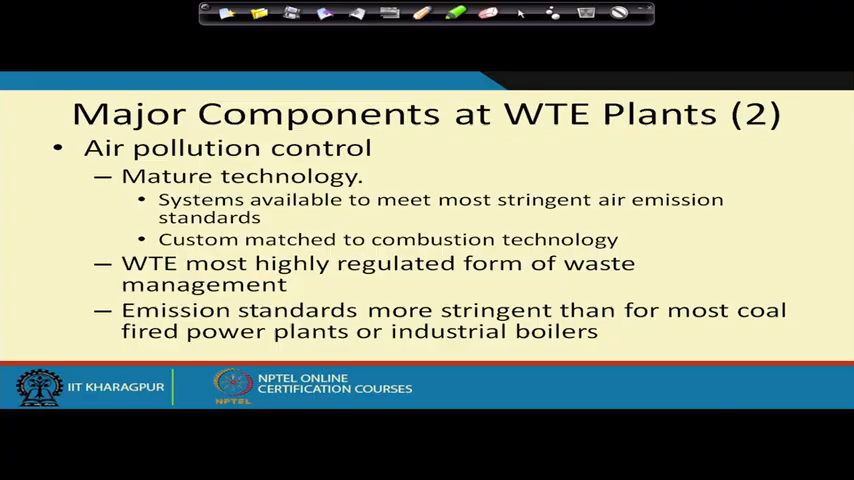 Major Components at WTE Plants (2)
• Air pollution control
– Mature technology.
• Systems available to meet most stringent air emission
standards
• Custom matched to combustion technology
– WTE most highly regulated form of waste
management
– Emission standards more stringent than for most coal
fired power plants or industrial boilers
IIT KHARAGPUR
NPTEL
NPTEL ONLINE
CERTIFICATION COURSES